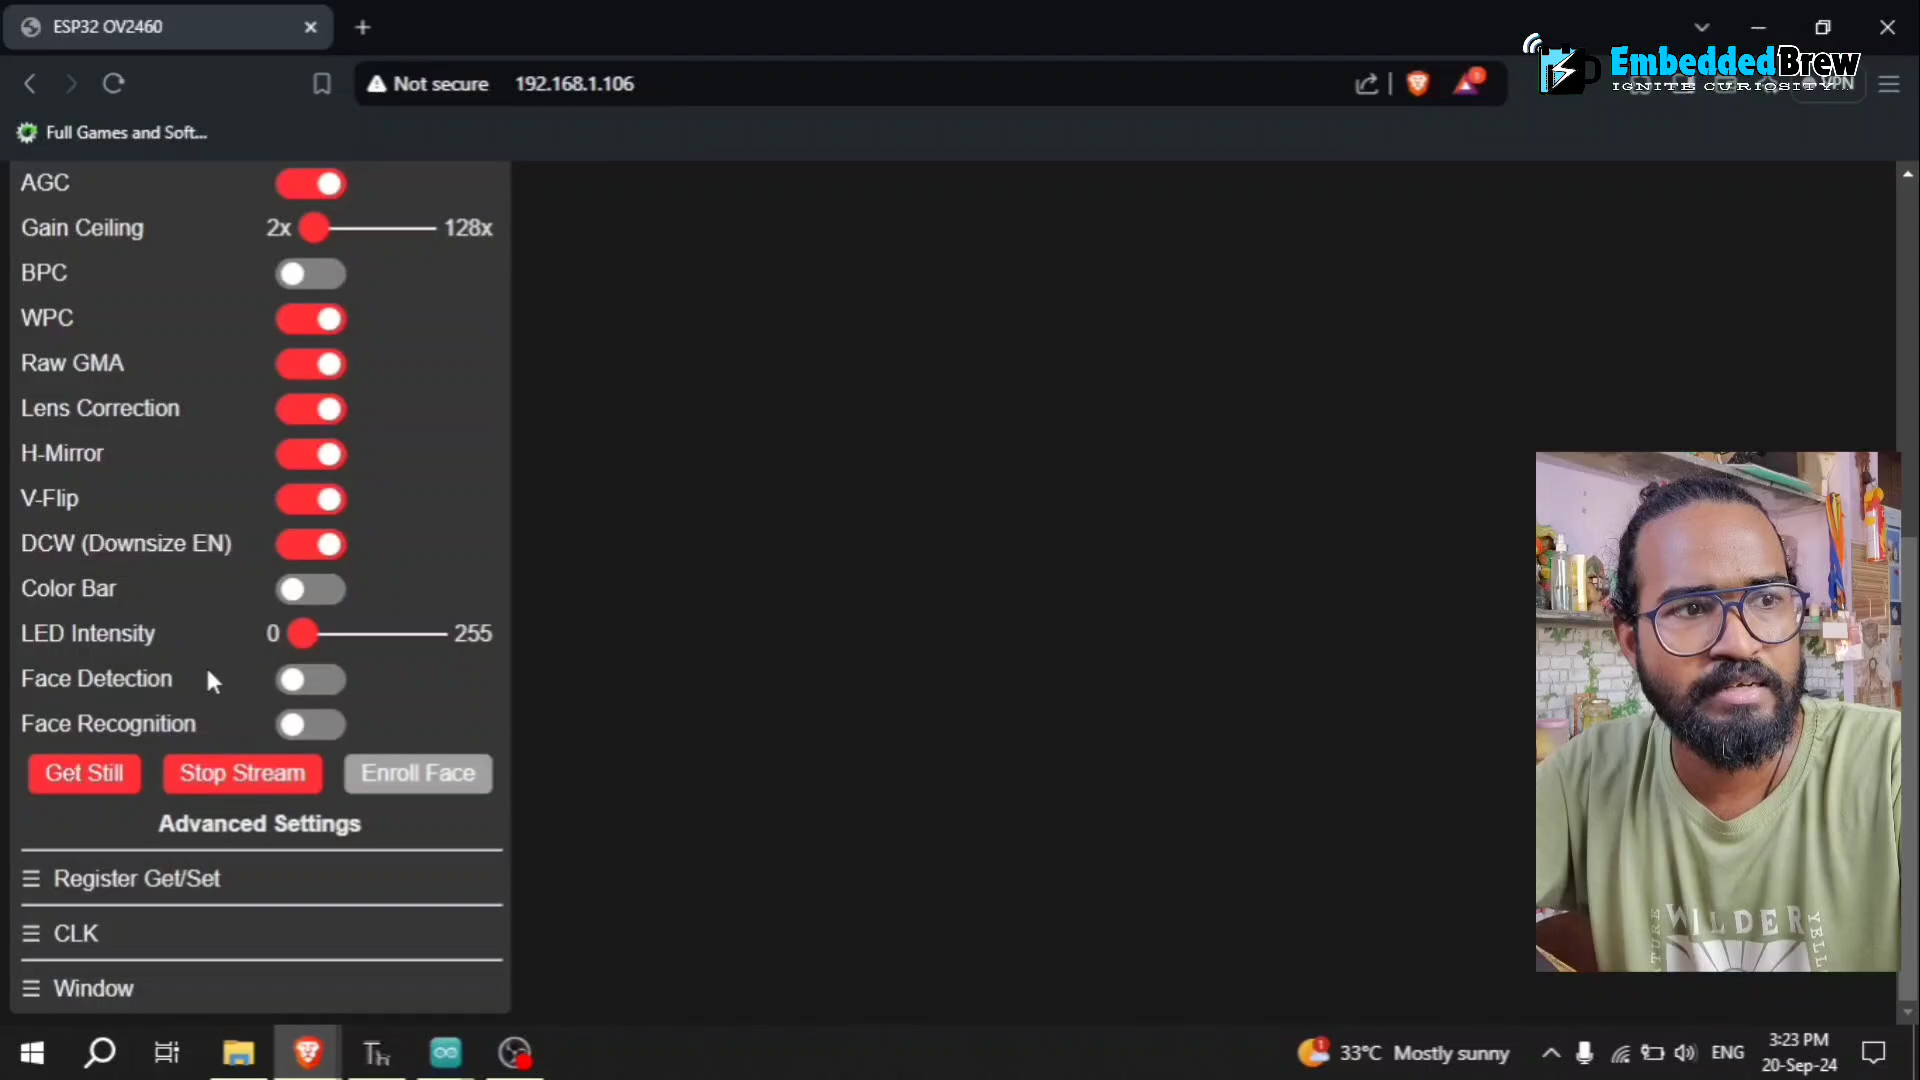 ESP32 OV2460
EmbeddedBrew
IGNITE CURIOSITY
Not secure 192.168.1.106
VPN
Full Games and Soft...
AGC
Gain Ceiling 2x 128x
BPC
WPC
Raw GMA
Lens Correction
H-Mirror
V-Flip
DCW (Downsize EN)
Color Bar
LED Intensity 0 255
Face Detection
Face Recognition
Get Still Stop Stream Enroll Face
Advanced Settings
Register Get/Set
CLK
Window
WILDER
33°C Mostly sunny
ENG
3:23 PM
20-Sep-24